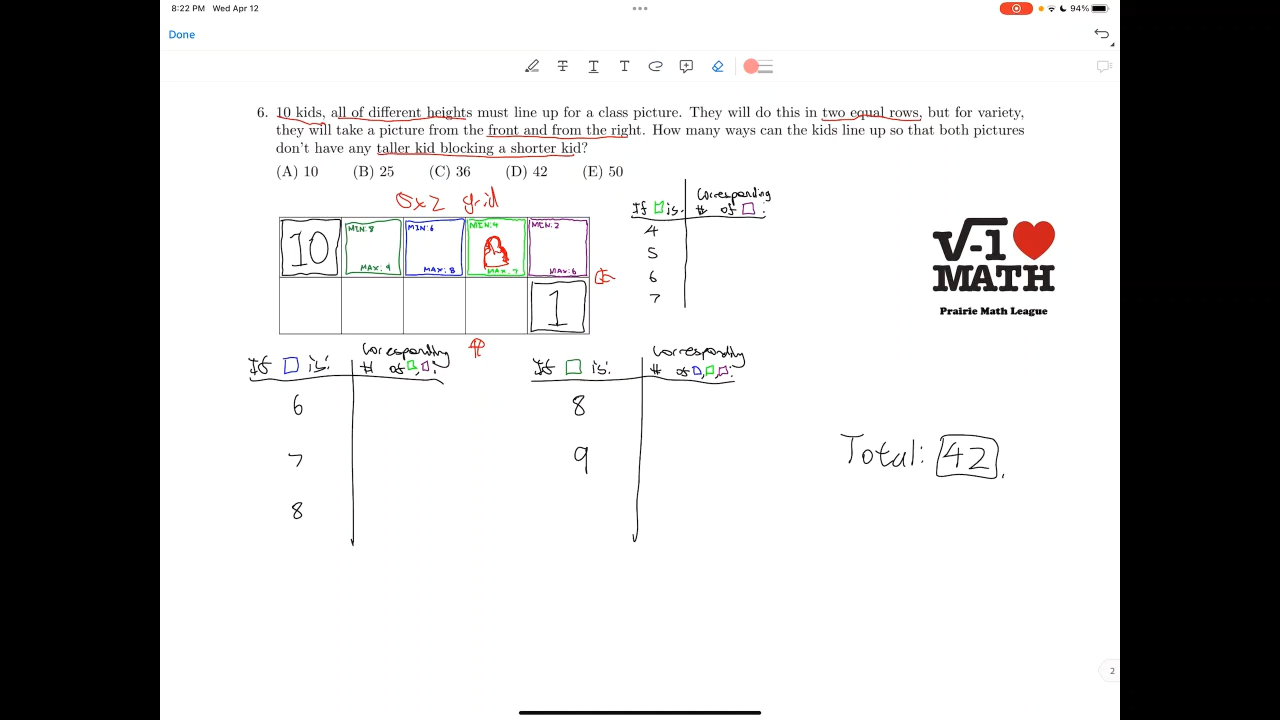 8:22 PM Wed Apr 12
94%
Done
6. 10 kids, all of different heights must line up for a class picture. They will do this in two equal rows, but for variety,
they will take a picture from the front and from the right. How many ways can the kids line up so that both pictures
don't have any taller kid blocking a shorter kid?
(A) 10 (B) 25 (C) 36 (D) 42 (E) 50
5x2 grid
10
MIN: 8
MAX: 9
MIN: 6
MAX: 8
MIN: 4
MAX: 7
MIN: 2
MAX: 6
1
If is: Corresponding # of :
4
5
6
7
√-1
MATH
Prairie Math League
If is: Corresponding # of , :
6
7
8
If is: Corresponding # of , , :
8
9
Total: 42.
2